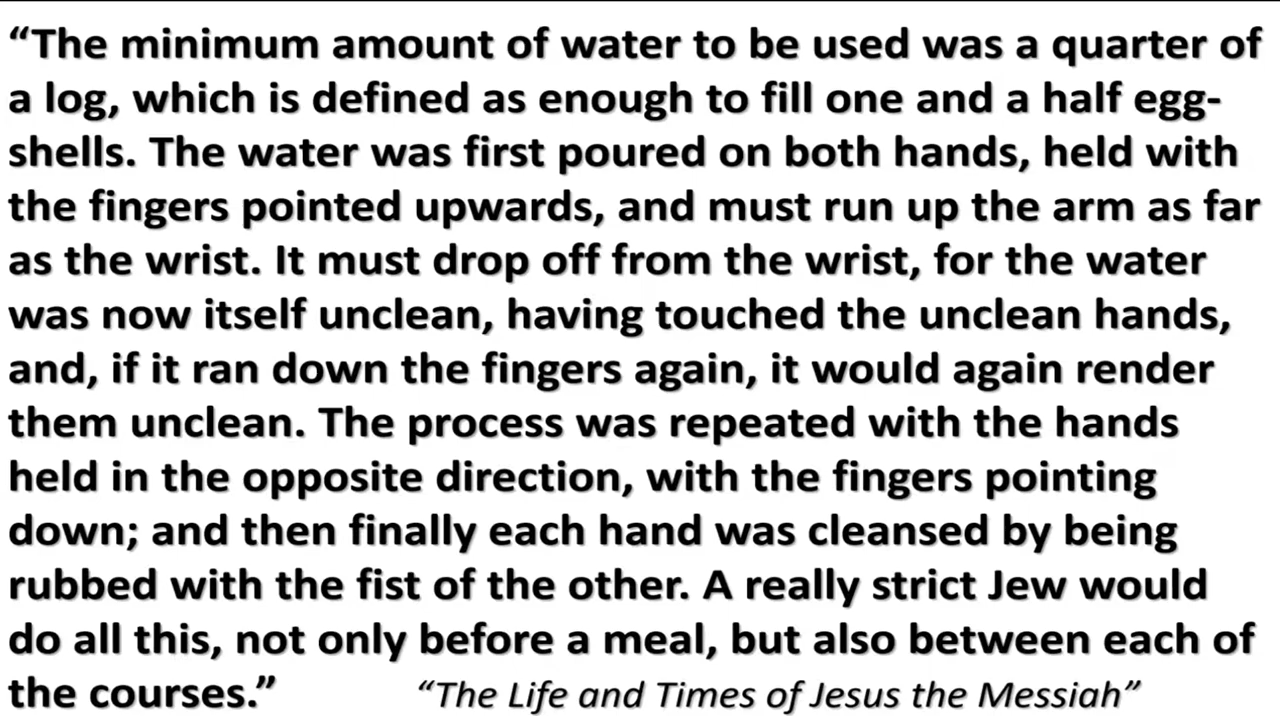 “The minimum amount of water to be used was a quarter of
a log, which is defined as enough to fill one and a half egg-
shells. The water was first poured on both hands, held with
the fingers pointed upwards, and must run up the arm as far
as the wrist. It must drop off from the wrist, for the water
was now itself unclean, having touched the unclean hands,
and, if it ran down the fingers again, it would again render
them unclean. The process was repeated with the hands
held in the opposite direction, with the fingers pointing
down; and then finally each hand was cleansed by being
rubbed with the fist of the other. A really strict Jew would
do all this, not only before a meal, but also between each of
the courses.” “The Life and Times of Jesus the Messiah”